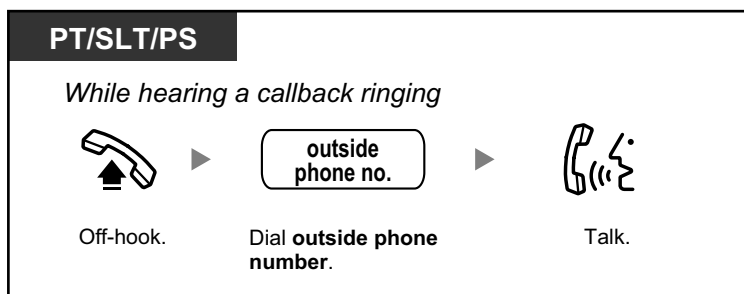 PT/SLT/PS
While hearing a callback ringing
outside
phone no.
Off-hook.
Dial outside phone
number.
Talk.